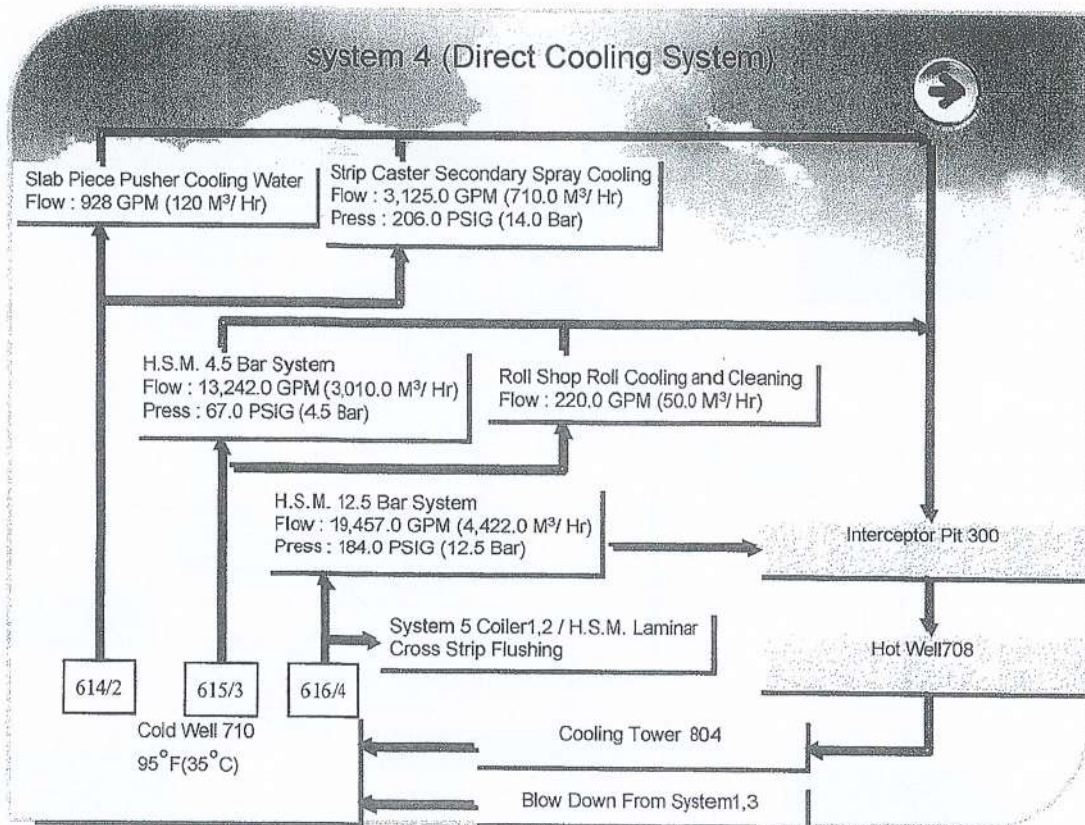 System 4 (Direct Cooling System)
Slab Piece Pusher Cooling Water
Flow : 928 GPM (120 M³/ Hr)
Strip Caster Secondary Spray Cooling
Flow : 3,125.0 GPM (710.0 M³/ Hr)
Press : 206.0 PSIG (14.0 Bar)
H.S.M. 4.5 Bar System
Flow : 13,242.0 GPM (3,010.0 M³/ Hr)
Press : 67.0 PSIG (4.5 Bar)
Roll Shop Roll Cooling and Cleaning
Flow : 220.0 GPM (50.0 M³/ Hr)
H.S.M. 12.5 Bar System
Flow : 19,457.0 GPM (4,422.0 M³/ Hr)
Press : 184.0 PSIG (12.5 Bar)
Interceptor Pit 300
System 5 Coiler1,2 / H.S.M. Laminar
Cross Strip Flushing
Hot Well708
614/2
615/3
616/4
Cold Well 710
95°F(35°C)
Cooling Tower 804
Blow Down From System1,3